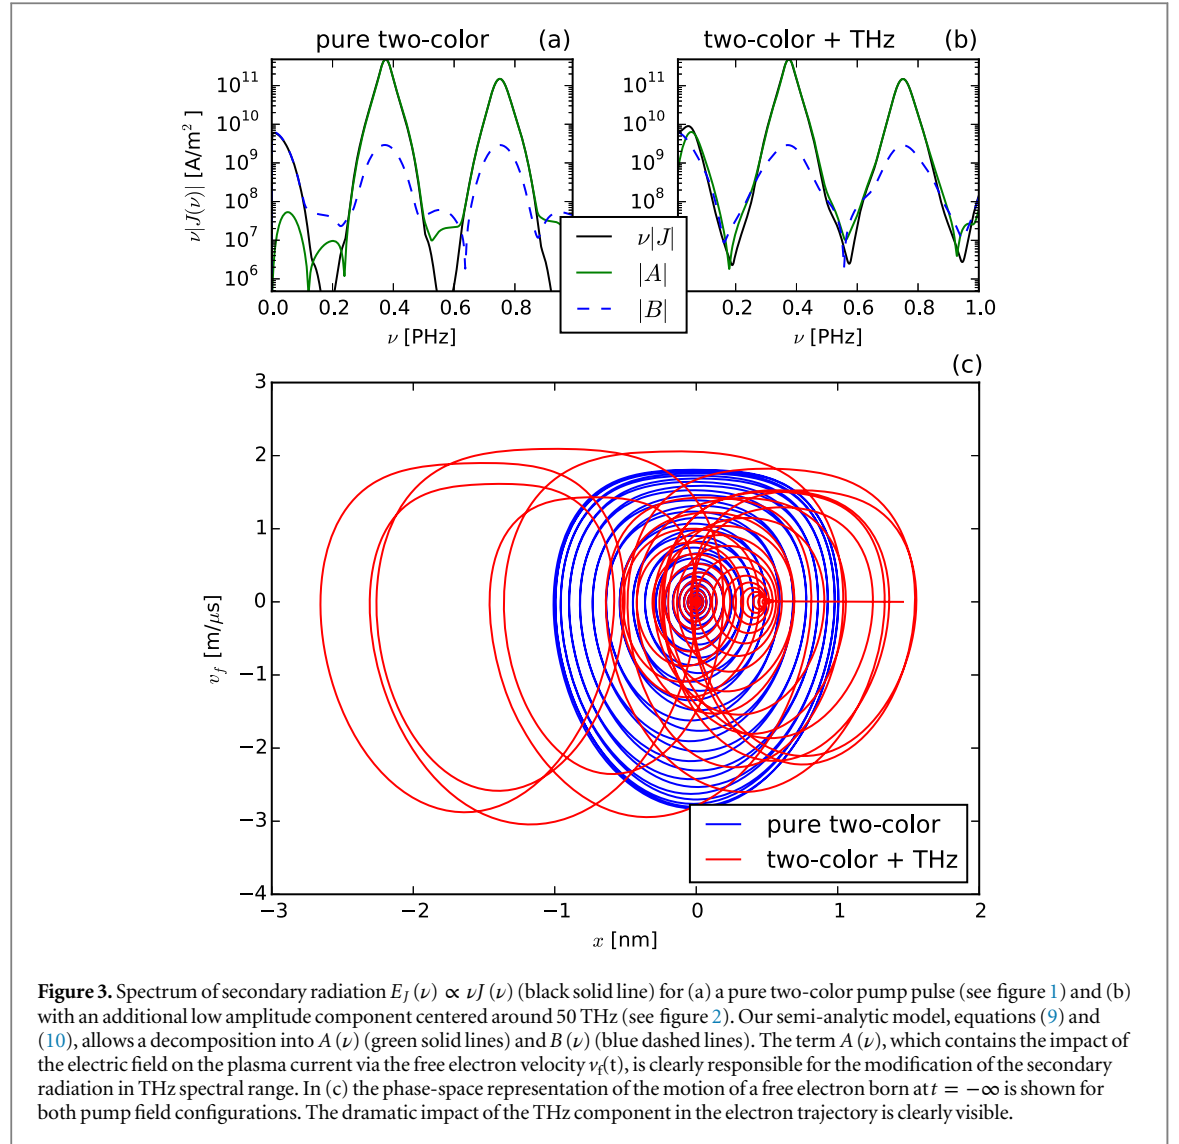 pure two-color (a)
two-color + THz (b)
ν|J(ν)| [A/m²]
10¹¹
10¹⁰
10⁹
10⁸
10⁷
10⁶
0.0 0.2 0.4 0.6 0.8
ν [PHz]
10¹¹
10¹⁰
10⁹
10⁸
10⁷
10⁶
0.2 0.4 0.6 0.8 1.0
ν [PHz]
ν|J|
|A|
|B|
(c)
v_f [m/μs]
3
2
1
0
−1
−2
−3
−4
−3 −2 −1 0 1 2
x [nm]
pure two-color
two-color + THz
Figure 3. Spectrum of secondary radiation E_J (ν) ∝ νJ (ν) (black solid line) for (a) a pure two-color pump pulse (see figure 1) and (b)
with an additional low amplitude component centered around 50 THz (see figure 2). Our semi-analytic model, equations (9) and
(10), allows a decomposition into A (ν) (green solid lines) and B (ν) (blue dashed lines). The term A (ν), which contains the impact of
the electric field on the plasma current via the free electron velocity v_f(t), is clearly responsible for the modification of the secondary
radiation in THz spectral range. In (c) the phase-space representation of the motion of a free electron born at t = −∞ is shown for
both pump field configurations. The dramatic impact of the THz component in the electron trajectory is clearly visible.